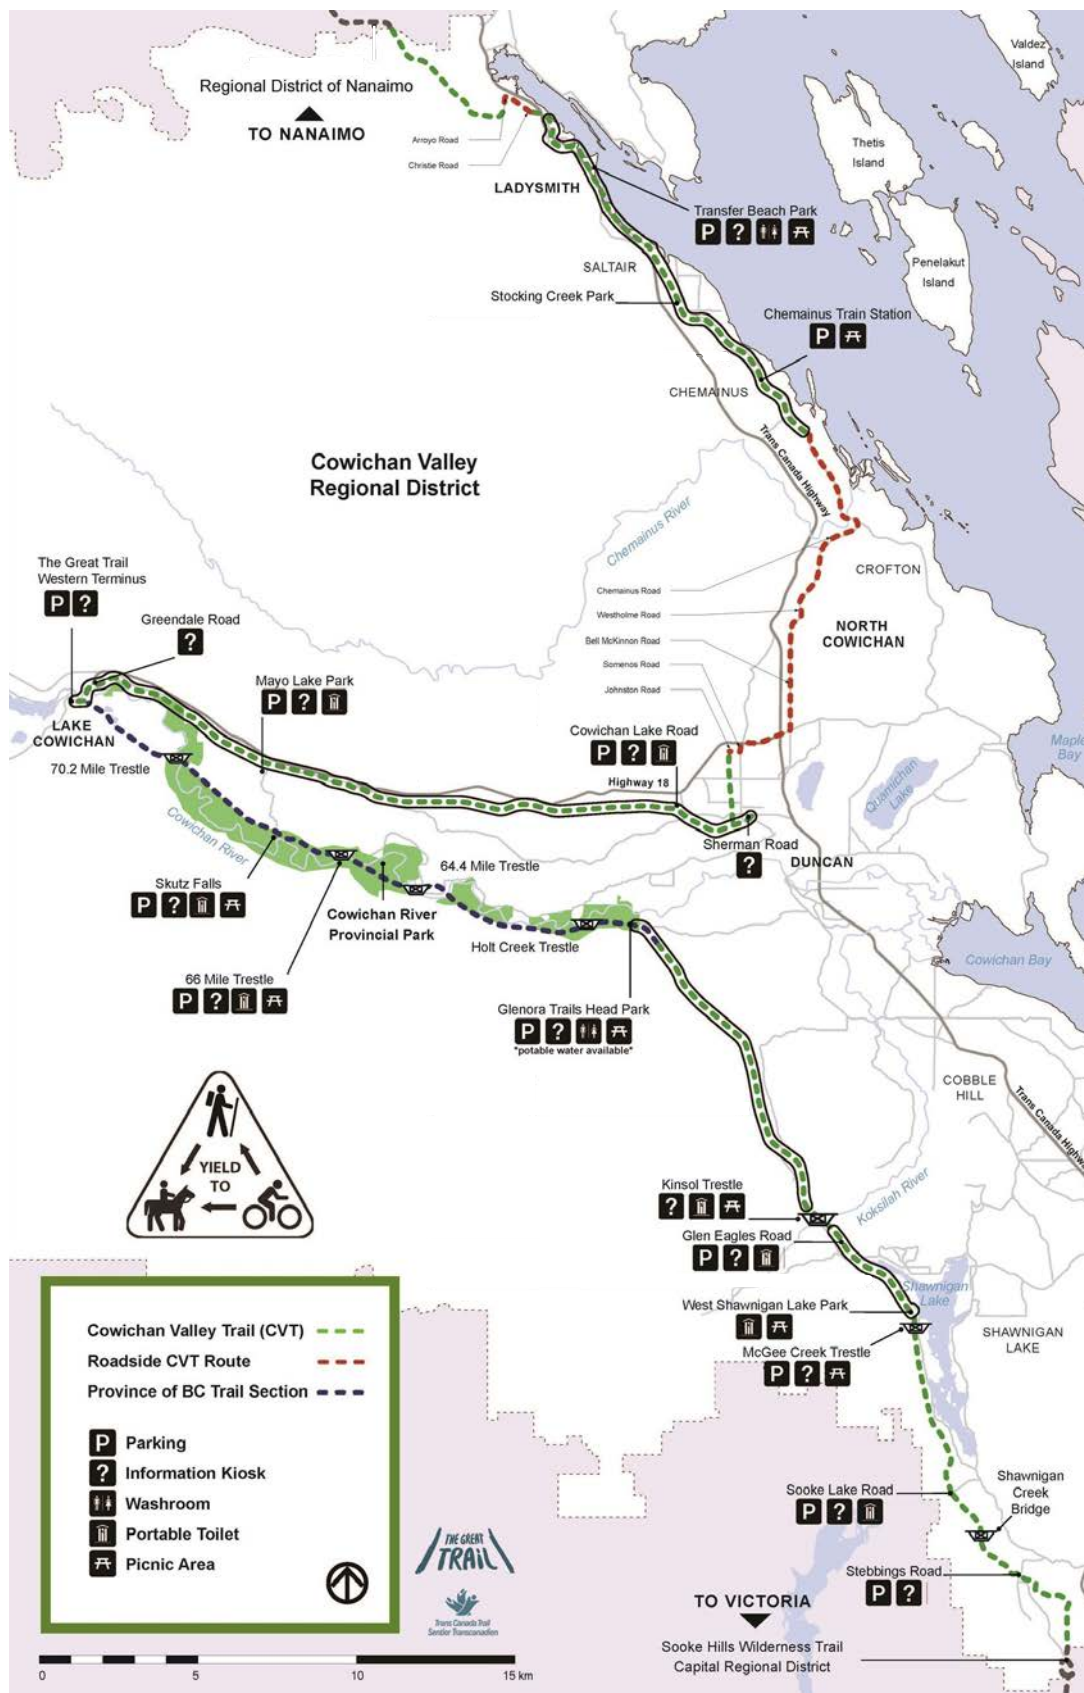 Valdez
Island
Regional District of Nanaimo
TO NANAIMO
Arroyo Road
Christie Road
Thetis
Island
LADYSMITH
Transfer Beach Park
P ?
Penelakut
Island
SALTAIR
Stocking Creek Park
Chemainus Train Station
P
CHEMAINUS
Trans Canada Highway
Cowichan Valley
Regional District
Chemainus River
The Great Trail
Western Terminus
P ?
CROFTON
Chemainus Road
Greendale Road
?
Westholme Road
NORTH
COWICHAN
Bell McKinnon Road
Somenos Road
Mayo Lake Park
P ?
Johnston Road
LAKE
COWICHAN
Cowichan Lake Road
P ?
Maple
Bay
70.2 Mile Trestle
Highway 18
Quamichan
Lake
Cowichan River
Sherman Road
?
DUNCAN
64.4 Mile Trestle
Skutz Falls
P ?
Cowichan River
Provincial Park
Holt Creek Trestle
Cowichan Bay
66 Mile Trestle
P ?
Glenora Trails Head Park
P ?
*potable water available*
COBBLE
HILL
Trans Canada Highway
YIELD
TO
Kinsol Trestle
?
Koksilah River
Glen Eagles Road
P ?
Shawnigan
Lake
West Shawnigan Lake Park
SHAWNIGAN
LAKE
McGee Creek Trestle
P ?
Cowichan Valley Trail (CVT)
Roadside CVT Route
Province of BC Trail Section
P Parking
? Information Kiosk
Washroom
Portable Toilet
Picnic Area
Sooke Lake Road
P ?
Shawnigan
Creek
Bridge
THE GREAT
TRAIL
Stebbings Road
P ?
Trans Canada Trail
Sentier Transcanadien
TO VICTORIA
Sooke Hills Wilderness Trail
Capital Regional District
0 5 10 15 km